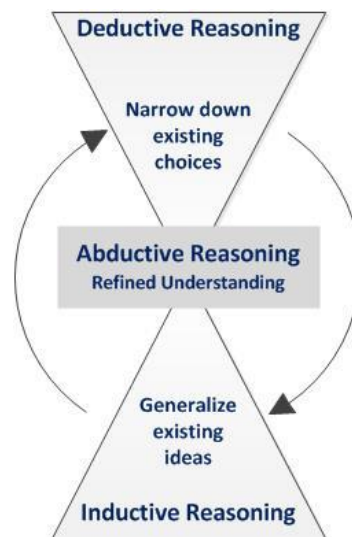 Deductive Reasoning
Narrow down
existing
choices
Abductive Reasoning
Refined Understanding
Generalize
existing
ideas
Inductive Reasoning